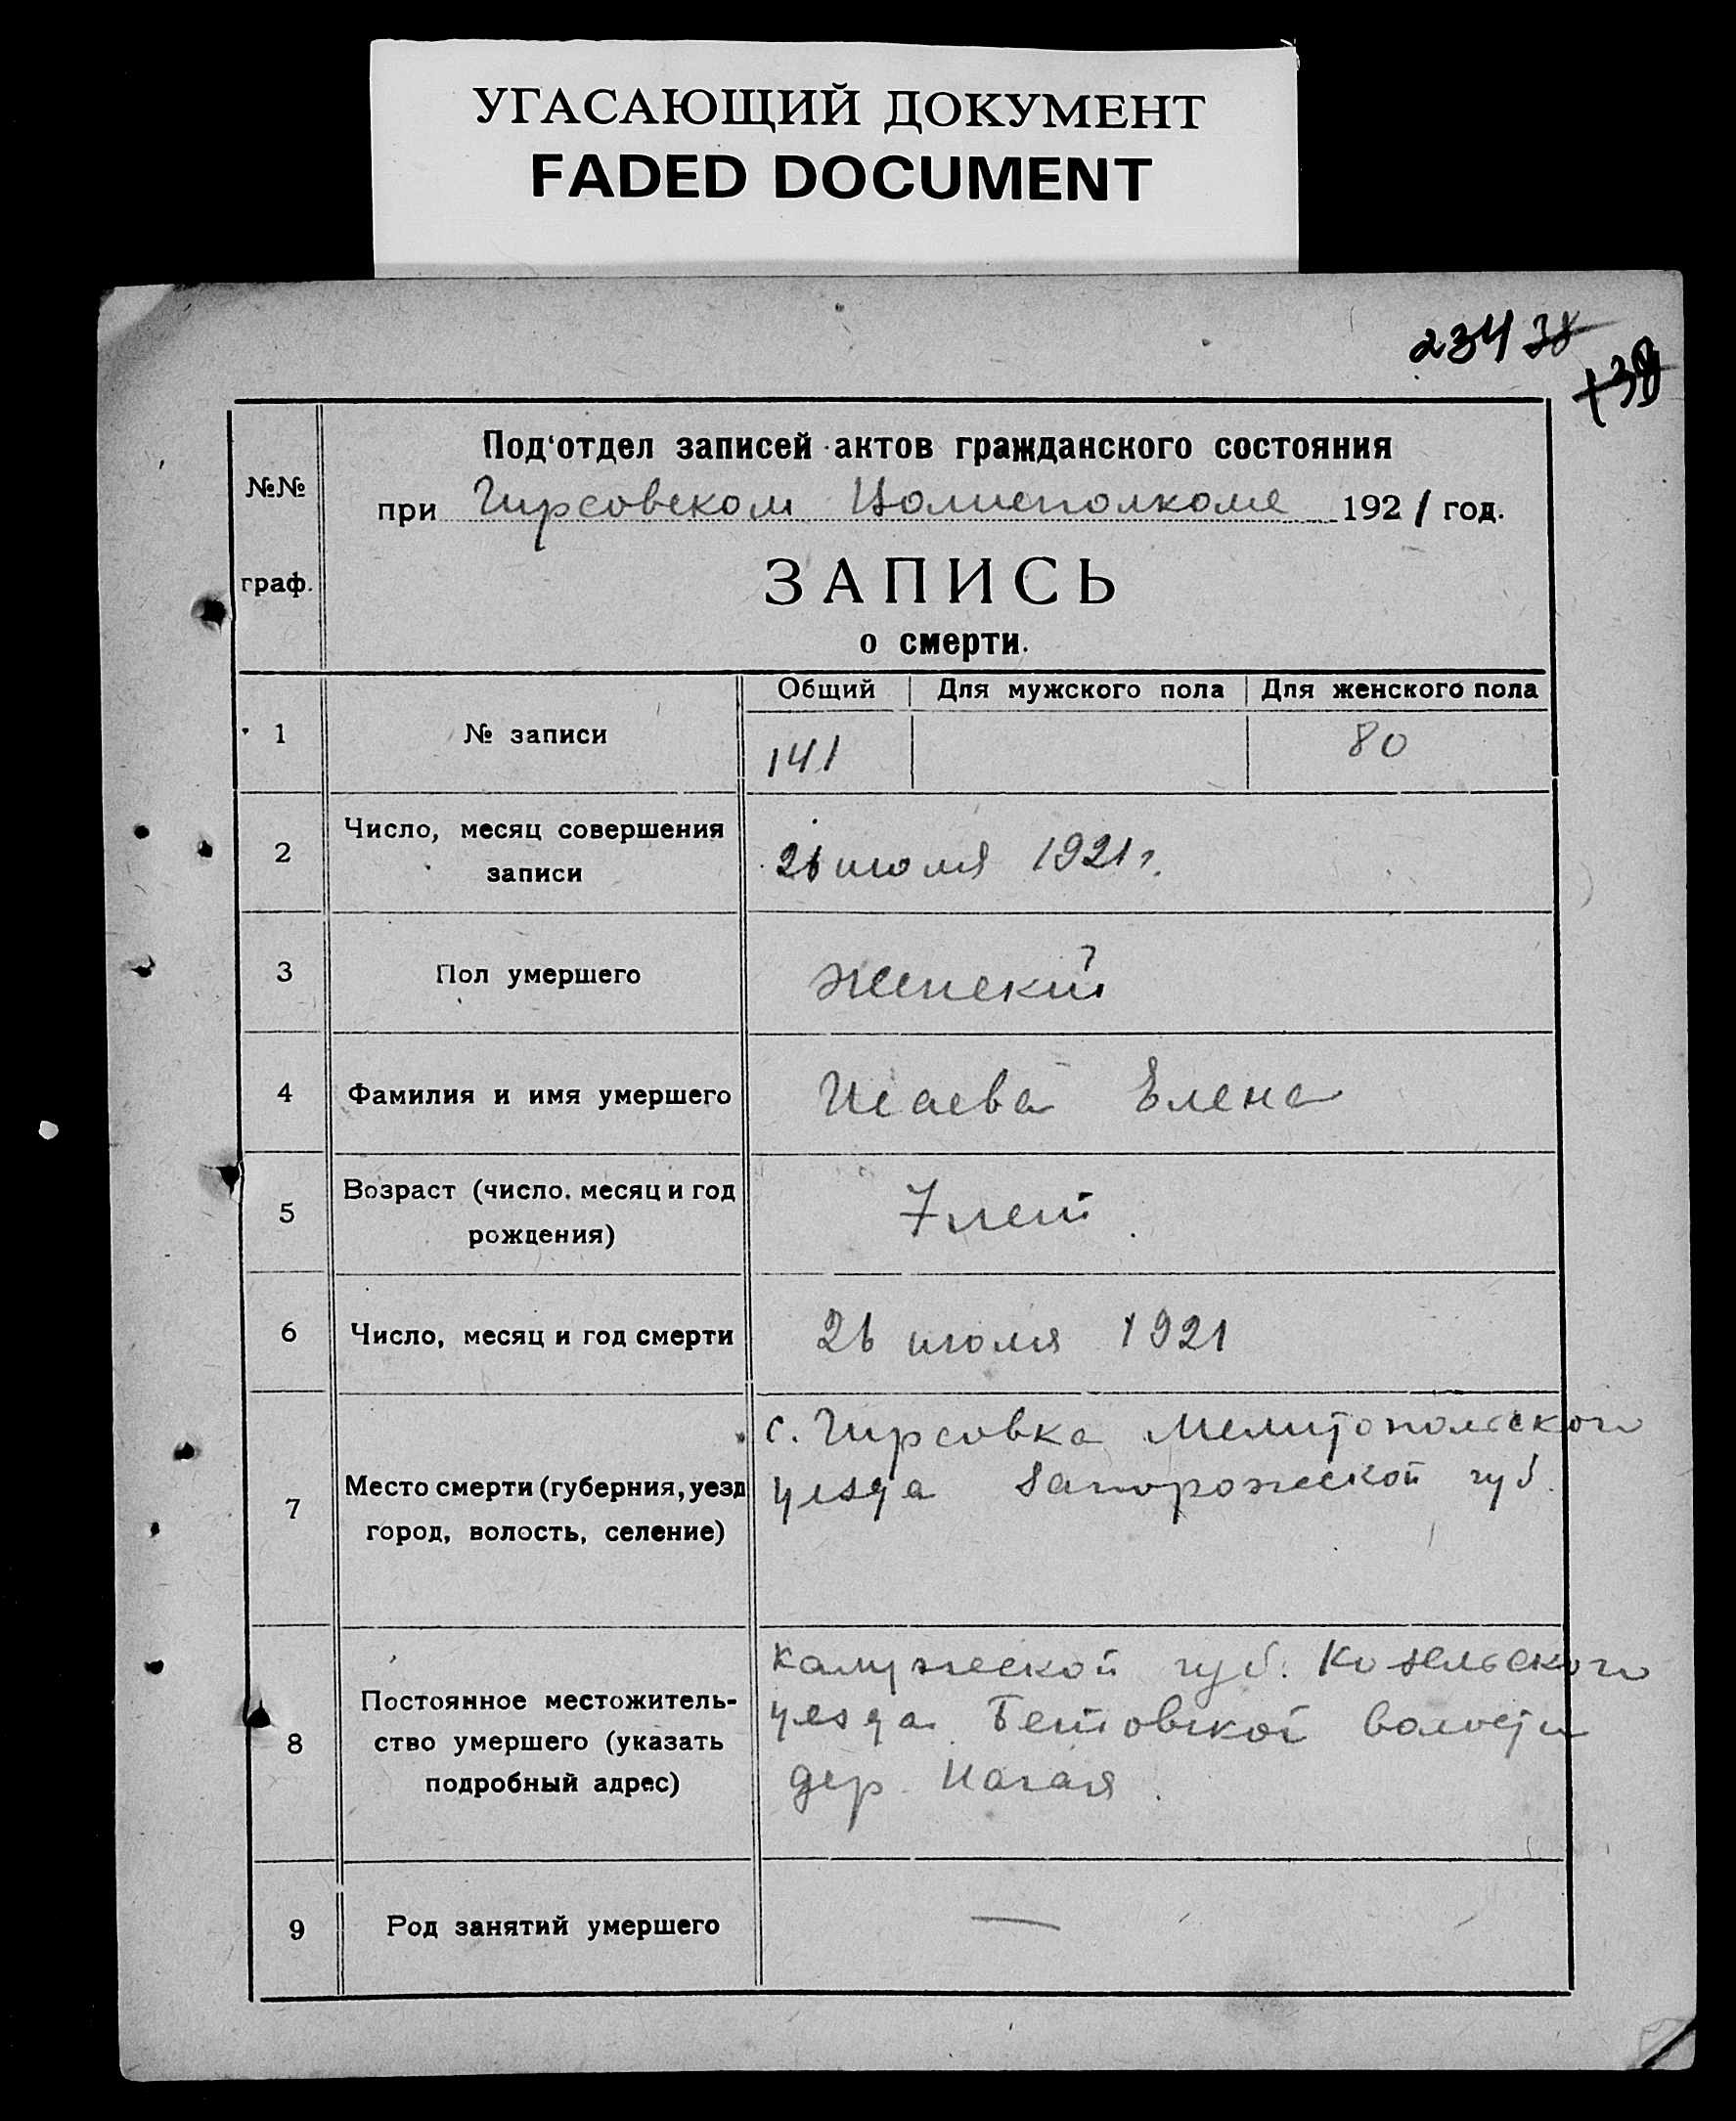 УГАСАЮЩИЙ ДОКУМЕНТ
FADED DOCUMENT
234 38
138
№№
граф.
Под'отдел записей актов гражданского состояния
при Гирсовском Волисполкоме 1921 год.
ЗАПИСЬ
о смерти.
Общий Для мужского пола Для женского пола
1 № записи 141 80
2 Число, месяц совершения
записи
26 июля 1921 г.
3 Пол умершего женский
4 Фамилия и имя умершего Исаева Елена
5 Возраст (число, месяц и год
рождения)
7 лет
6 Число, месяц и год смерти 26 июля 1921
7 Место смерти (губерния, уезд
город, волость, селение)
с. Гирсовка Мелитопольского
уезда Запорожской губ.
8 Постоянное местожитель-
ство умершего (указать
подробный адрес)
Калужской губ. Козельского
уезда Бетовской волости
дер. Нагая
9 Род занятий умершего —